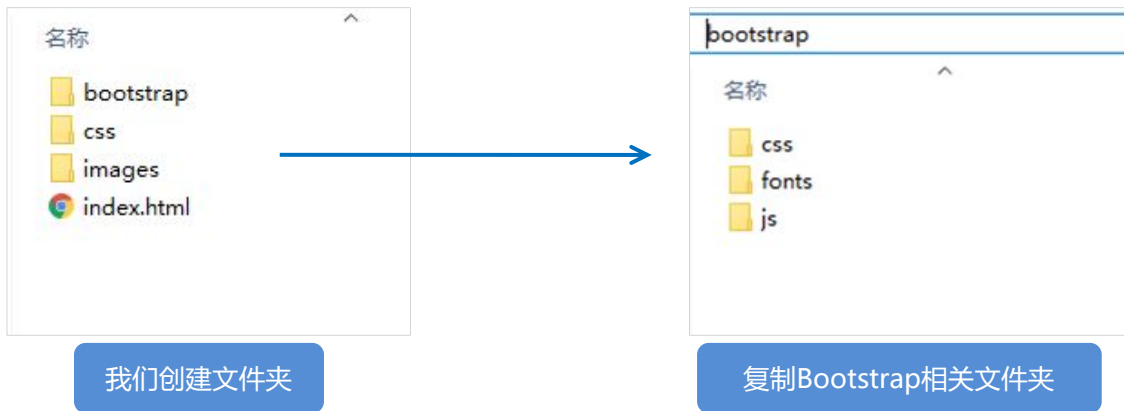 名称
bootstrap
css
images
index.html
我们创建文件夹
bootstrap
名称
css
fonts
js
复制Bootstrap相关文件夹